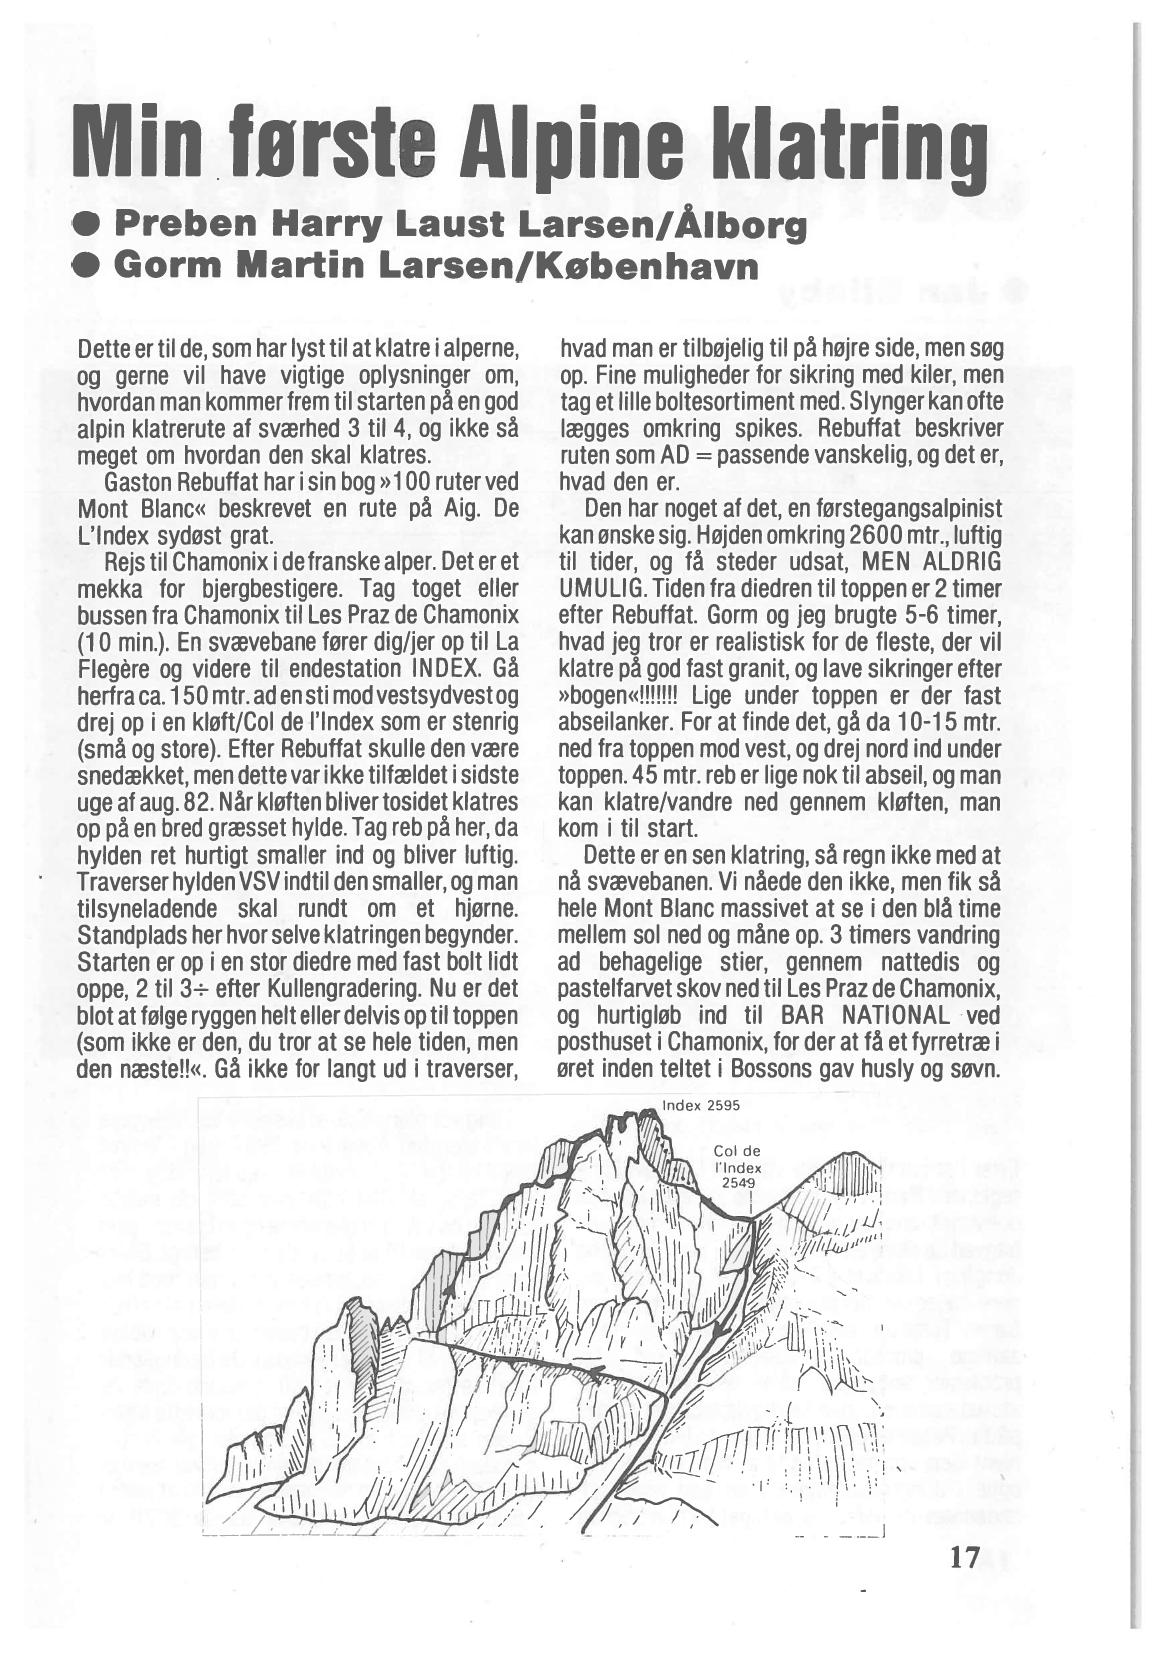 Min første Alpine klatring
● Preben Harry Laust Larsen/Ålborg
● Gorm Martin Larsen/København
Dette er til de, som har lyst til at klatre i alperne,
og gerne vil have vigtige oplysninger om,
hvordan man kommer frem til starten på en god
alpin klatrerute af sværhed 3 til 4, og ikke så
meget om hvordan den skal klatres.
Gaston Rebuffat har i sin bog »100 ruter ved
Mont Blanc« beskrevet en rute på Aig. De
L'Index sydøst grat.
Rejs til Chamonix i de franske alper. Det er et
mekka for bjergbestigere. Tag toget eller
bussen fra Chamonix til Les Praz de Chamonix
(10 min.). En svævebane fører dig/jer op til La
Flegère og videre til endestation INDEX. Gå
herfra ca. 150 mtr. ad en sti mod vestsydvest og
drej op i en kløft/Col de l'Index som er stenrig
(små og store). Efter Rebuffat skulle den være
snedækket, men dette var ikke tilfældet i sidste
uge af aug. 82. Når kløften bliver tosidet klatres
op på en bred græsset hylde. Tag reb på her, da
hylden ret hurtigt smaller ind og bliver luftig.
Traverser hylden VSV indtil den smaller, og man
tilsyneladende skal rundt om et hjørne.
Standplads her hvor selve klatringen begynder.
Starten er op i en stor diedre med fast bolt lidt
oppe, 2 til 3÷ efter Kullengradering. Nu er det
blot at følge ryggen helt eller delvis op til toppen
(som ikke er den, du tror at se hele tiden, men
den næste!!«. Gå ikke for langt ud i traverser,
hvad man er tilbøjelig til på højre side, men søg
op. Fine muligheder for sikring med kiler, men
tag et lille boltesortiment med. Slynger kan ofte
lægges omkring spikes. Rebuffat beskriver
ruten som AD = passende vanskelig, og det er,
hvad den er.
Den har noget af det, en førstegangsalpinist
kan ønske sig. Højden omkring 2600 mtr., luftig
til tider, og få steder udsat, MEN ALDRIG
UMULIG. Tiden fra diedren til toppen er 2 timer
efter Rebuffat. Gorm og jeg brugte 5-6 timer,
hvad jeg tror er realistisk for de fleste, der vil
klatre på god fast granit, og lave sikringer efter
»bogen«!!!!!!! Lige under toppen er der fast
abseilanker. For at finde det, gå da 10-15 mtr.
ned fra toppen mod vest, og drej nord ind under
toppen. 45 mtr. reb er lige nok til abseil, og man
kan klatre/vandre ned gennem kløften, man
kom i til start.
Dette er en sen klatring, så regn ikke med at
nå svævebanen. Vi nåede den ikke, men fik så
hele Mont Blanc massivet at se i den blå time
mellem sol ned og måne op. 3 timers vandring
ad behagelige stier, gennem nattedis og
pastelfarvet skov ned til Les Praz de Chamonix,
og hurtigløb ind til BAR NATIONAL ved
posthuset i Chamonix, for der at få et fyrretræ i
øret inden teltet i Bossons gav husly og søvn.
Index 2595
Col de
l'Index
2549
17